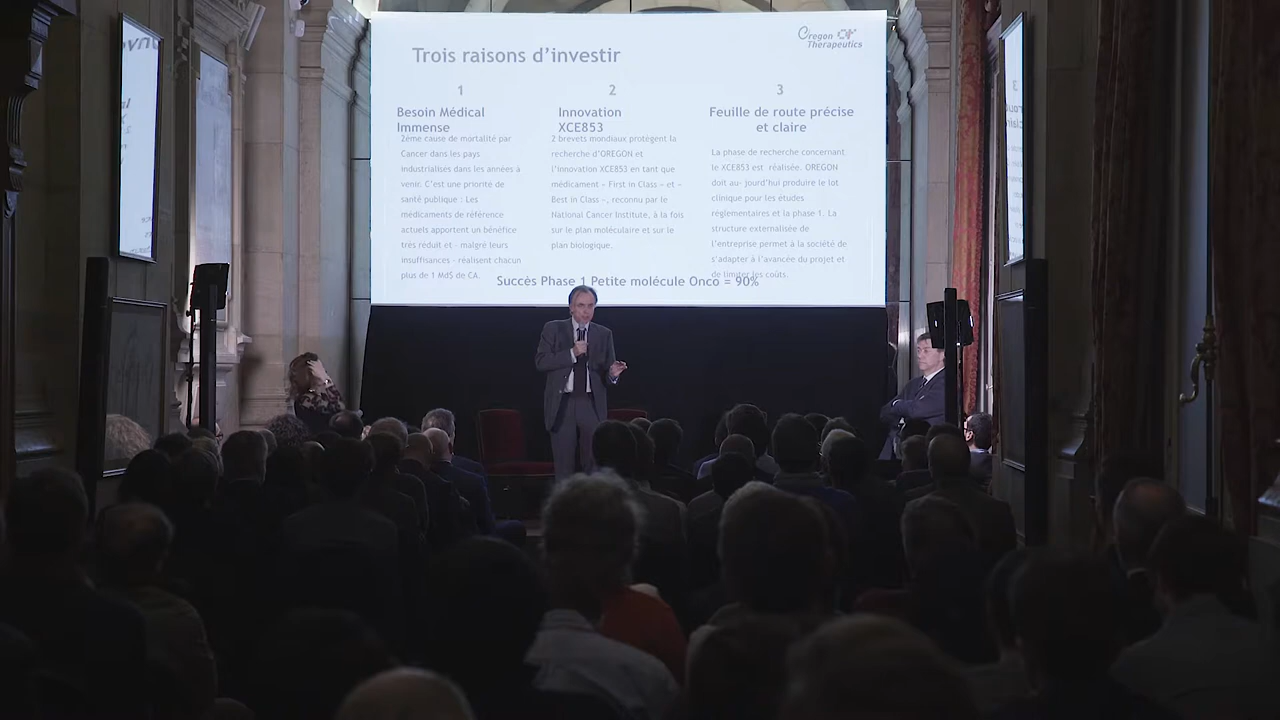 Oregon
Therapeutics
Trois raisons d'investir
1
Besoin Médical
Immense
2ème cause de mortalité par
Cancer dans les pays
industrialisés dans les années à
venir. C'est une priorité de
santé publique : Les
médicaments de référence
actuels apportent un bénéfice
très réduit et – malgré leurs
insuffisances – réalisent chacun
plus de 1 Md$ de CA.
2
Innovation
XCE853
2 brevets mondiaux protègent la
recherche d'OREGON et
l'innovation XCE853 en tant que
médicament « First in Class » et «
Best in Class », reconnu par le
National Cancer Institute, à la fois
sur le plan moléculaire et sur le
plan biologique.
3
Feuille de route précise
et claire
La phase de recherche concernant
le XCE853 est réalisée. OREGON
doit au- jourd'hui produire le lot
clinique pour les études
réglementaires et la phase 1. La
structure externalisée de
l'entreprise permet à la société de
s'adapter à l'avancée du projet et
de limiter les coûts.
Succès Phase 1 Petite molécule Onco = 90%